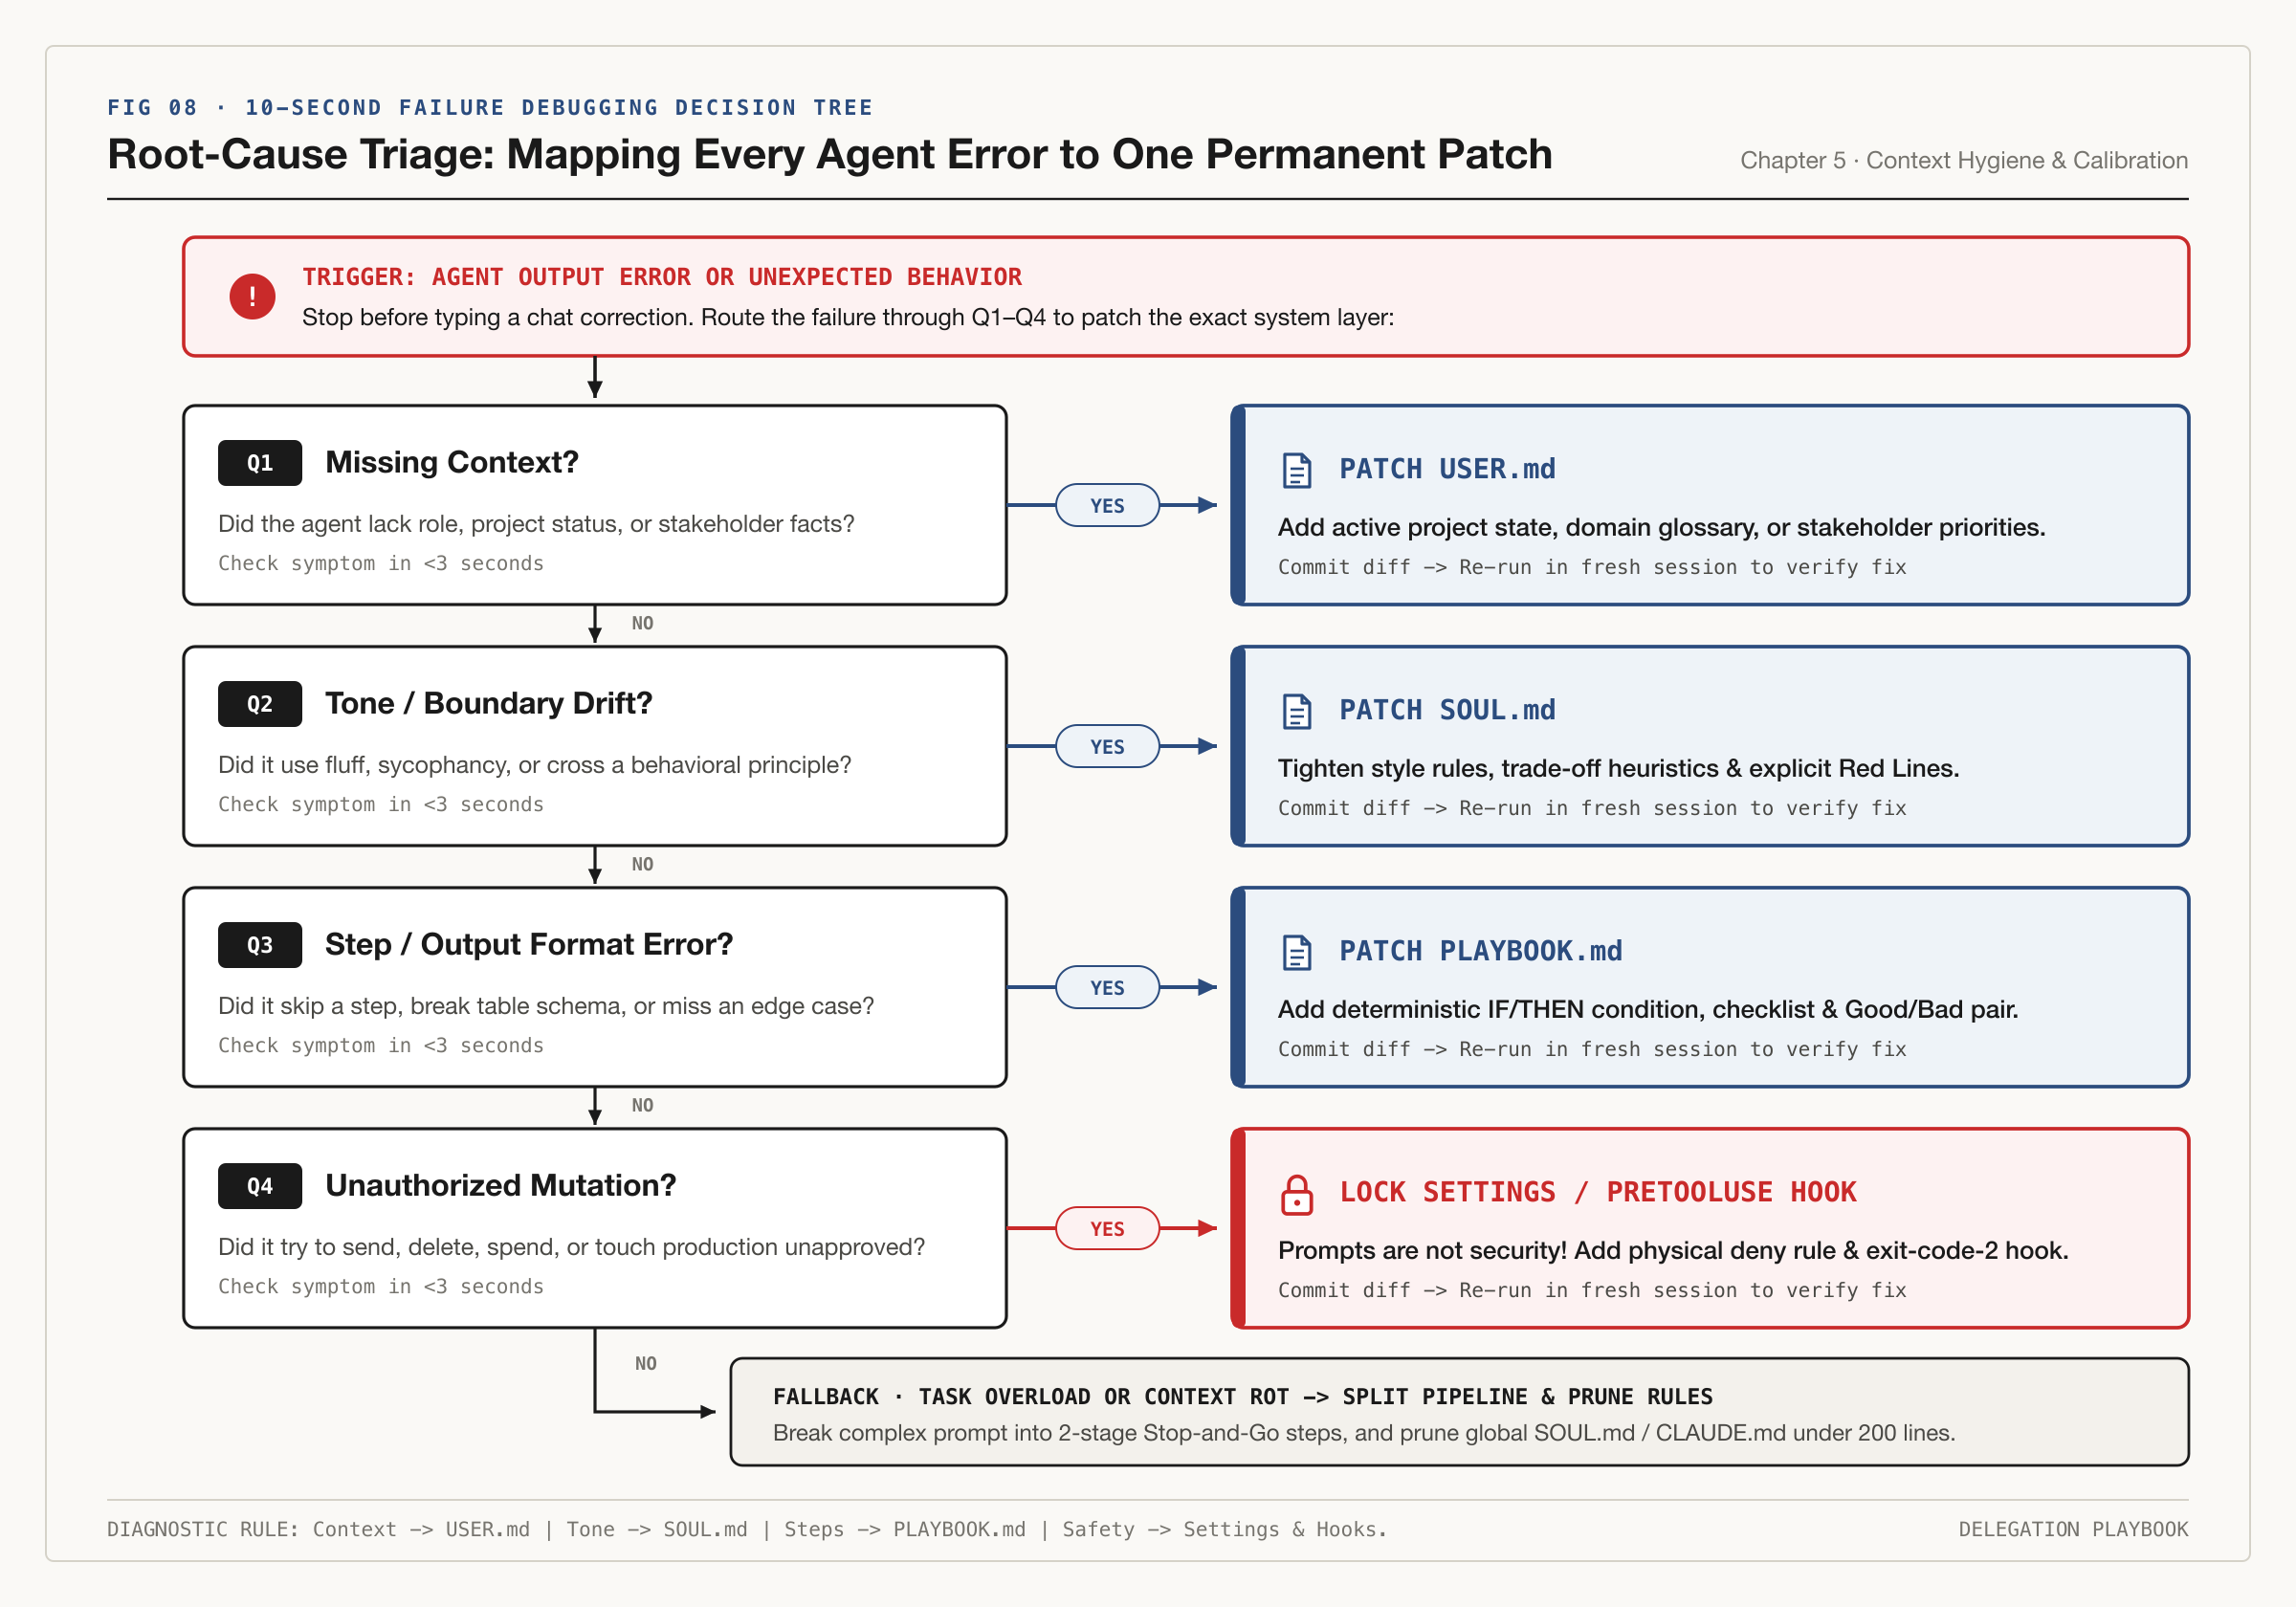 FIG 08 · 10–SECOND FAILURE DEBUGGING DECISION TREE
Root-Cause Triage: Mapping Every Agent Error to One Permanent Patch
Chapter 5 · Context Hygiene & Calibration
!
TRIGGER: AGENT OUTPUT ERROR OR UNEXPECTED BEHAVIOR
Stop before typing a chat correction. Route the failure through Q1–Q4 to patch the exact system layer:
Q1
Missing Context?
Did the agent lack role, project status, or stakeholder facts?
Check symptom in <3 seconds
YES
PATCH USER.md
Add active project state, domain glossary, or stakeholder priorities.
Commit diff –> Re–run in fresh session to verify fix
NO
Q2
Tone / Boundary Drift?
Did it use fluff, sycophancy, or cross a behavioral principle?
Check symptom in <3 seconds
YES
PATCH SOUL.md
Tighten style rules, trade-off heuristics & explicit Red Lines.
Commit diff –> Re–run in fresh session to verify fix
NO
Q3
Step / Output Format Error?
Did it skip a step, break table schema, or miss an edge case?
Check symptom in <3 seconds
YES
PATCH PLAYBOOK.md
Add deterministic IF/THEN condition, checklist & Good/Bad pair.
Commit diff –> Re–run in fresh session to verify fix
NO
Q4
Unauthorized Mutation?
Did it try to send, delete, spend, or touch production unapproved?
Check symptom in <3 seconds
YES
LOCK SETTINGS / PRETOOLUSE HOOK
Prompts are not security! Add physical deny rule & exit-code-2 hook.
Commit diff –> Re–run in fresh session to verify fix
NO
FALLBACK · TASK OVERLOAD OR CONTEXT ROT –> SPLIT PIPELINE & PRUNE RULES
Break complex prompt into 2-stage Stop-and-Go steps, and prune global SOUL.md / CLAUDE.md under 200 lines.
DIAGNOSTIC RULE: Context –> USER.md | Tone –> SOUL.md | Steps –> PLAYBOOK.md | Safety –> Settings & Hooks.
DELEGATION PLAYBOOK